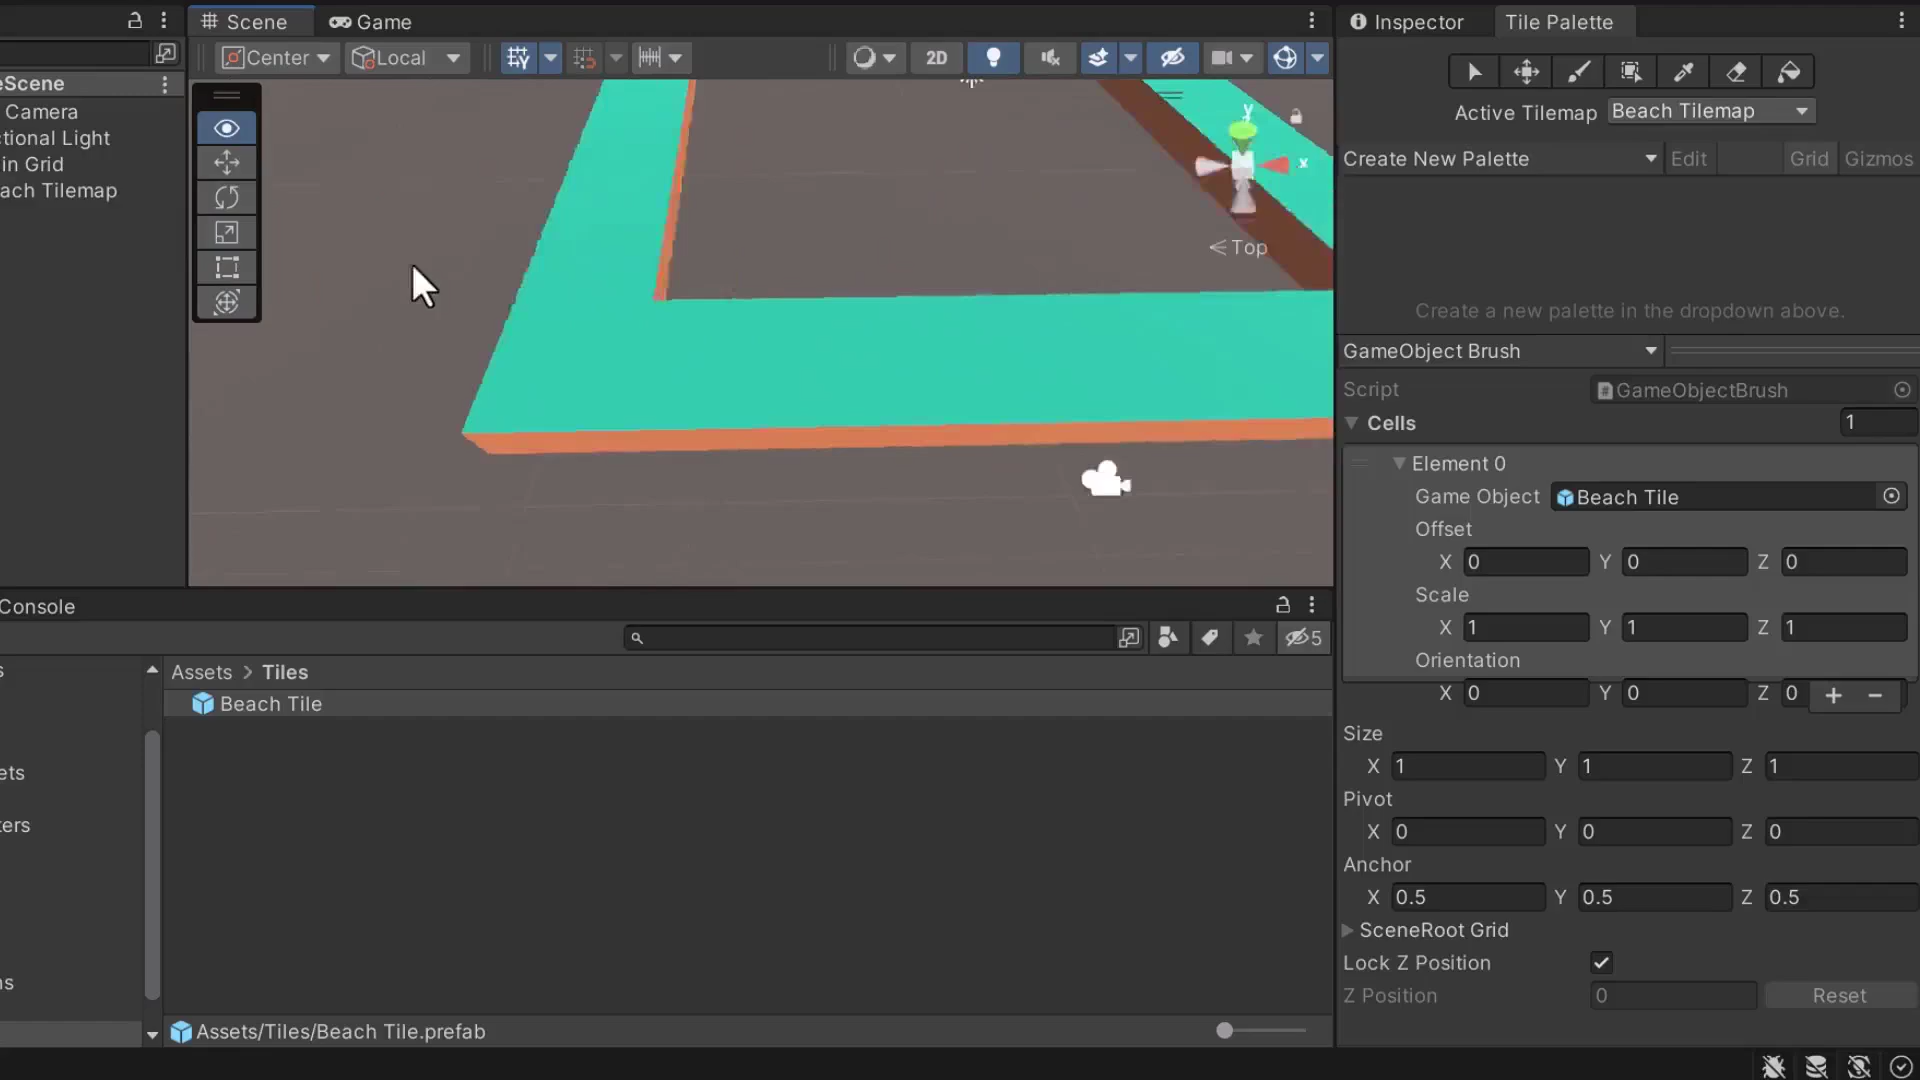 Scene
Game
Inspector
Tile Palette
Center
Local
2D
Active Tilemap
Beach Tilemap
eScene
Camera
ctional Light
in Grid
ach Tilemap
y
x
< Top
Create New Palette
Edit
Grid
Gizmos
Create a new palette in the dropdown above.
GameObject Brush
Script
GameObjectBrush
Cells
1
Element 0
Game Object
Beach Tile
Offset
X 0 Y 0 Z 0
Scale
X 1 Y 1 Z 1
Orientation
X 0 Y 0 Z 0
+ −
Size
X 1 Y 1 Z 1
Pivot
X 0 Y 0 Z 0
Anchor
X 0.5 Y 0.5 Z 0.5
SceneRoot Grid
Lock Z Position
Z Position
0
Reset
Console
5
s
ets
ers
ns
Assets > Tiles
Beach Tile
Assets/Tiles/Beach Tile.prefab